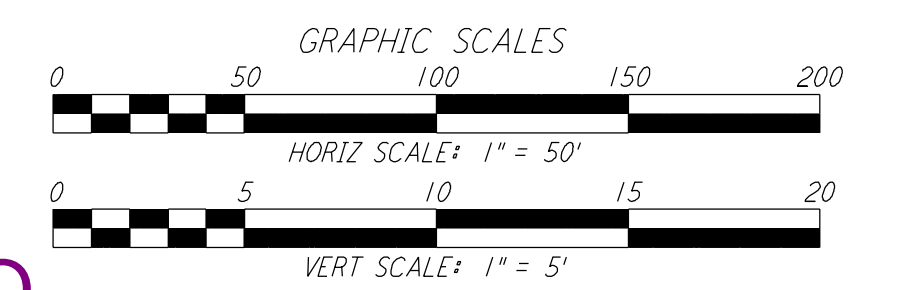 GRAPHIC SCALES
0 50 100 150 200
HORIZ SCALE: 1" = 50'
0 5 10 15 20
VERT SCALE: 1" = 5'